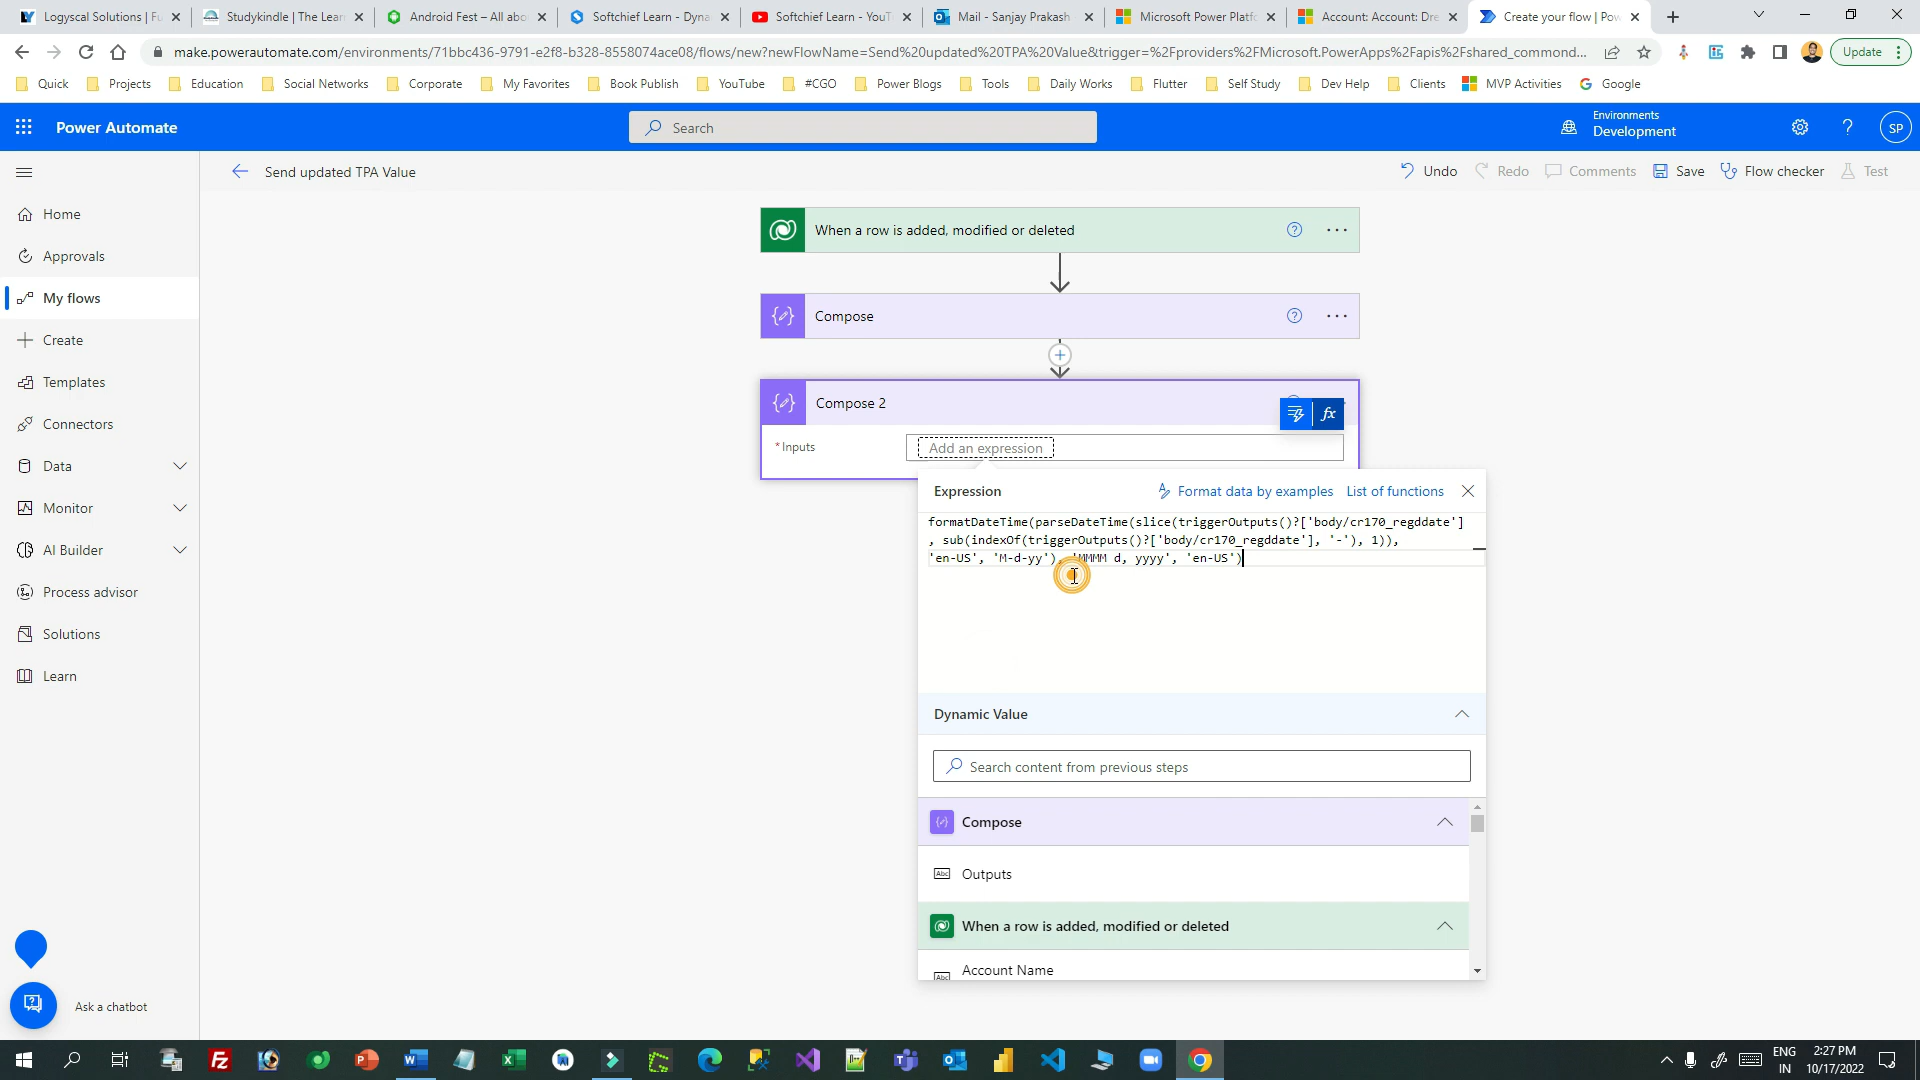 Logyscal Solutions | Fu
Studykindle | The Lear
Android Fest – All abo
Softchief Learn - Dyna
Softchief Learn - YouT
Mail - Sanjay Prakash
Microsoft Power Platfo
Account: Account: Dre
Create your flow | Pow
make.powerautomate.com/environments/71bbc436-9791-e2f8-b328-8558074ace08/flows/new?newFlowName=Send%20updated%20TPA%20Value&trigger=%2Fproviders%2FMicrosoft.PowerApps%2Fapis%2Fshared_commond...
Update
Quick
Projects
Education
Social Networks
Corporate
My Favorites
Book Publish
YouTube
#CGO
Power Blogs
Tools
Daily Works
Flutter
Self Study
Dev Help
Clients
MVP Activities
Google
Power Automate
Search
Environments
Development
SP
Send updated TPA Value
Undo
Redo
Comments
Save
Flow checker
Test
Home
Approvals
My flows
Create
Templates
Connectors
Data
Monitor
AI Builder
Process advisor
Solutions
Learn
Ask a chatbot
When a row is added, modified or deleted
Compose
Compose 2
fx
* Inputs
Add an expression
Expression
Format data by examples
List of functions
formatDateTime(parseDateTime(slice(triggerOutputs()?['body/cr170_regddate']
, sub(indexOf(triggerOutputs()?['body/cr170_regddate'], '-'), 1)),
'en-US', 'M-d-yy'), 'MMMM d, yyyy', 'en-US')
Dynamic Value
Search content from previous steps
Compose
Abc
Outputs
When a row is added, modified or deleted
Abc
Account Name
ENG
IN
2:27 PM
10/17/2022